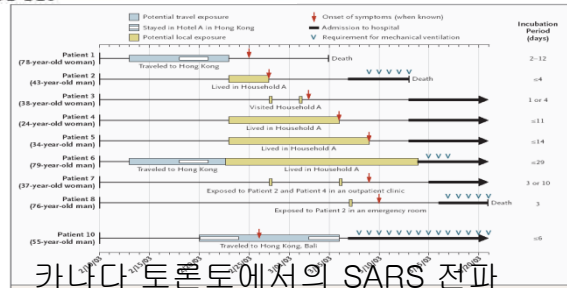 Potential travel exposure
Stayed in Hotel A in Hong Kong
Potential local exposure
Onset of symptoms (when known)
Admission to hospital
Requirement for mechanical ventilation
Incubation
Period
(days)
Patient 1
(78-year-old woman)
Traveled to Hong Kong
Death
2–12
Patient 2
(43-year-old man)
Lived in Household A
Death
≤4
Patient 3
(38-year-old woman)
Visited Household A
1 or 4
Patient 4
(24-year-old man)
Lived in Household A
≤11
Patient 5
(34-year-old man)
Lived in Household A
≤14
Patient 6
(79-year-old man)
Traveled to Hong Kong
Lived in Household A
≤29
Patient 7
(37-year-old woman)
Exposed to Patient 2 and Patient 4 in an outpatient clinic
3 or 10
Patient 8
(76-year-old man)
Exposed to Patient 2 in an emergency room
Death
3
Patient 10
(55-year-old man)
Traveled to Hong Kong, Bali
≤6
카나다 토론토에서의 SARS 전파